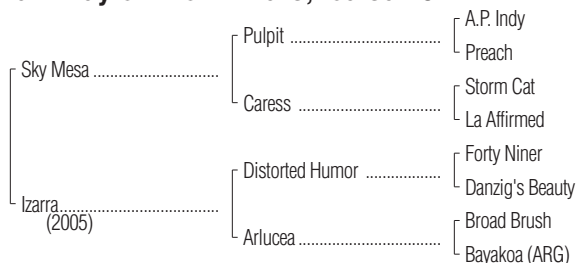 Sky Mesa
Izarra
(2005)
Pulpit
Caress
Distorted Humor
Arlucea
A.P. Indy
Preach
Storm Cat
La Affirmed
Forty Niner
Danzig's Beauty
Broad Brush
Bayakoa (ARG)